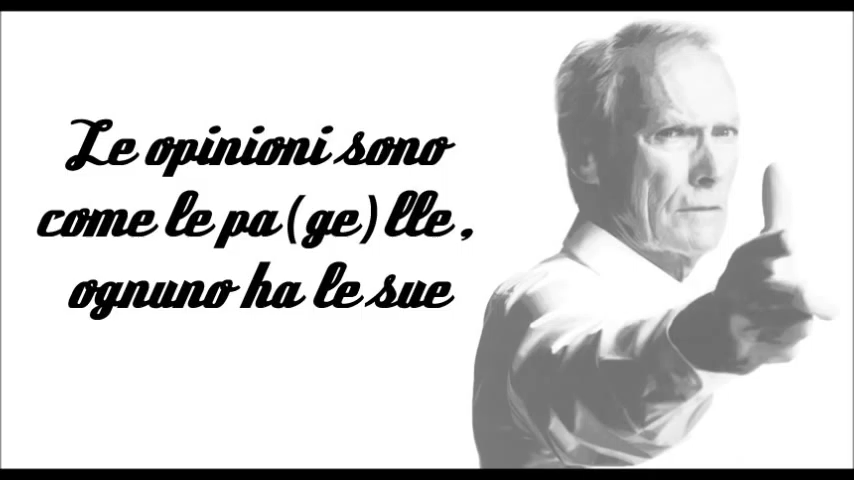 Le opinioni sono
come le pa(ge)lle,
ognuno ha le sue